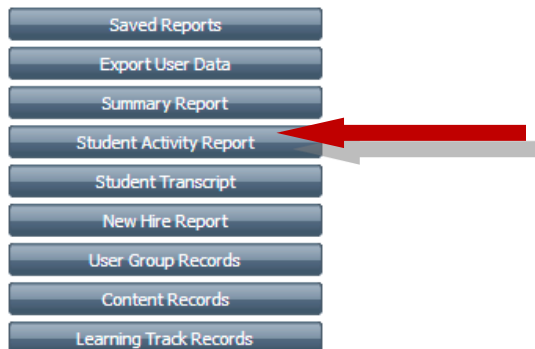 Saved Reports
Export User Data
Summary Report
Student Activity Report
Student Transcript
New Hire Report
User Group Records
Content Records
Learning Track Records